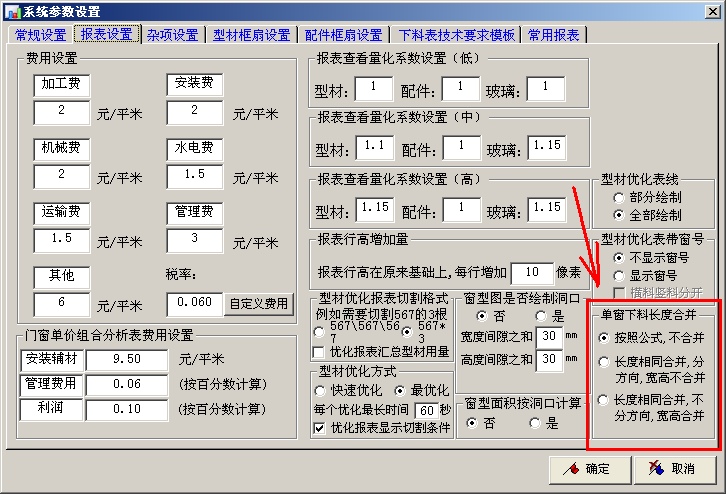 系统参数设置
常规设置 报表设置 杂项设置 型材框扇设置 配件框扇设置 下料表技术要求模板 常用报表
费用设置
加工费 安装费
2 元/平米 2 元/平米
机械费 水电费
2 元/平米 1.5 元/平米
运输费 管理费
1.5 元/平米 3 元/平米
其他 税率:
6 元/平米 0.060 自定义费用
门窗单价组合分析表费用设置
安装辅材 9.50 元/平米
管理费用 0.06 (按百分数计算)
利润 0.10 (按百分数计算)
报表查看量化系数设置(低)
型材: 1 配件: 1 玻璃: 1
报表查看量化系数设置(中)
型材: 1.1 配件: 1 玻璃: 1.15
报表查看量化系数设置(高)
型材: 1.15 配件: 1 玻璃: 1.15
报表行高增加量
报表行高在原来基础上,每行增加 10 像素
型材优化报表切割格式
例如需要切割567的3根
567\567\567 567*3
优化报表汇总型材用量
型材优化方式
快速优化 最优化
每个优化最长时间 60 秒
优化报表显示切割条件
窗型图是否绘制洞口
否 是
宽度间隙之和 30 mm
高度间隙之和 30 mm
窗型面积按洞口计算
否 是
型材优化表线
部分绘制
全部绘制
型材优化表带窗号
不显示窗号
显示窗号
横料竖料分开
单窗下料长度合并
按照公式,不合并
长度相同合并,分
方向,宽高不合并
长度相同合并,不
分方向,宽高合并
确定 取消